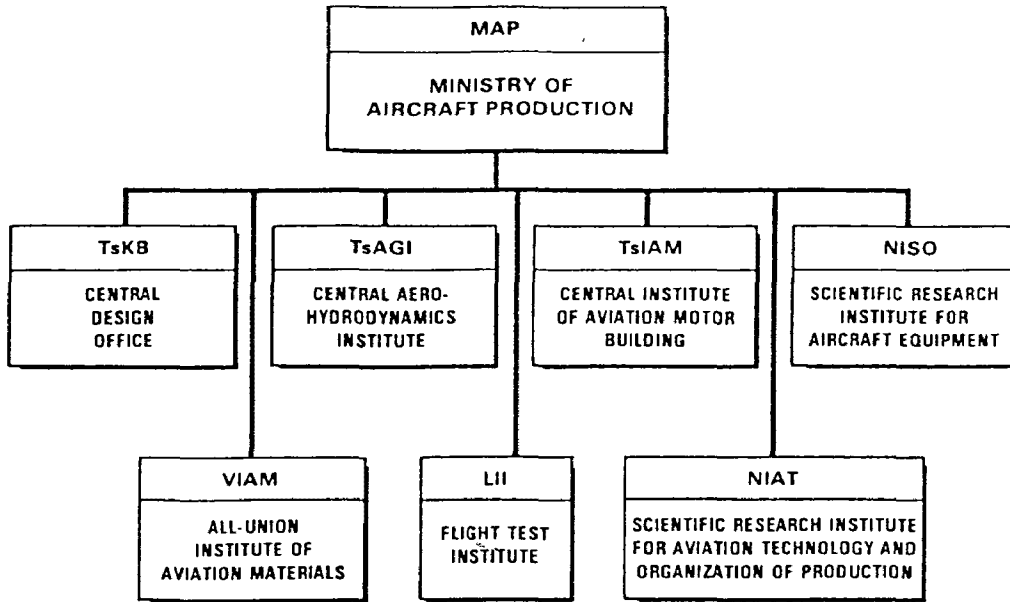 MAP
MINISTRY OF
AIRCRAFT PRODUCTION
TsKB
CENTRAL
DESIGN
OFFICE
TsAGI
CENTRAL AERO-
HYDRODYNAMICS
INSTITUTE
TsIAM
CENTRAL INSTITUTE
OF AVIATION MOTOR
BUILDING
NISO
SCIENTIFIC RESEARCH
INSTITUTE FOR
AIRCRAFT EQUIPMENT
VIAM
ALL-UNION
INSTITUTE OF
AVIATION MATERIALS
LII
FLIGHT TEST
INSTITUTE
NIAT
SCIENTIFIC RESEARCH INSTITUTE
FOR AVIATION TECHNOLOGY AND
ORGANIZATION OF PRODUCTION